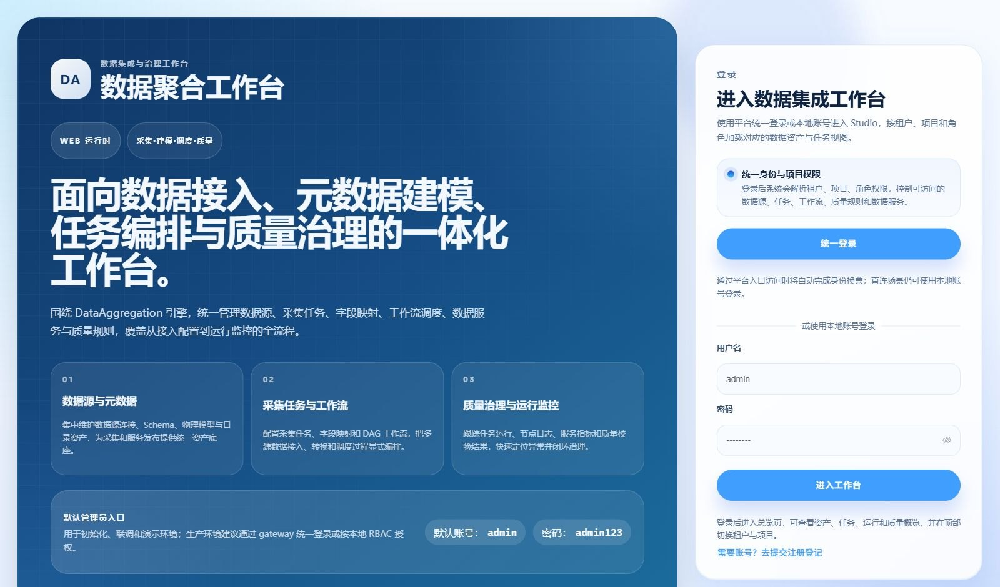 数据集成与治理工作台
DA
数据聚合工作台
WEB 运行时
采集·建模·调度·质量
面向数据接入、元数据建模、
任务编排与质量治理的一体化
工作台。
围绕 DataAggregation 引擎，统一管理数据源、采集任务、字段映射、工作流调度、数据服
务与质量规则，覆盖从接入配置到运行监控的全流程。
01
数据源与元数据
集中维护数据源连接、Schema、物理模型与目
录资产，为采集和服务发布提供统一资产底
座。
02
采集任务与工作流
配置采集任务、字段映射和 DAG 工作流，把多
源数据接入、转换和调度过程显式编排。
03
质量治理与运行监控
跟踪任务运行、节点日志、服务指标和质量校
验结果，快速定位异常并闭环治理。
默认管理员入口
用于初始化、联调和演示环境；生产环境建议通过 gateway 统一登录或按本地 RBAC 授
权。
默认账号： admin
密码： admin123
登录
进入数据集成工作台
使用平台统一登录或本地账号进入 Studio，按租户、项目和角
色加载对应的数据资产与任务视图。
统一身份与项目权限
登录后系统会解析租户、项目、角色权限，控制可访问的
数据源、任务、工作流、质量规则和数据服务。
统一登录
通过平台入口访问时将自动完成身份换票；直连场景仍可使用本地账
号登录。
或使用本地账号登录
用户名
admin
密码
••••••••
进入工作台
登录后进入总览页，可查看资产、任务、运行和质量概览，并在顶部
切换租户与项目。
需要账号？去提交注册登记